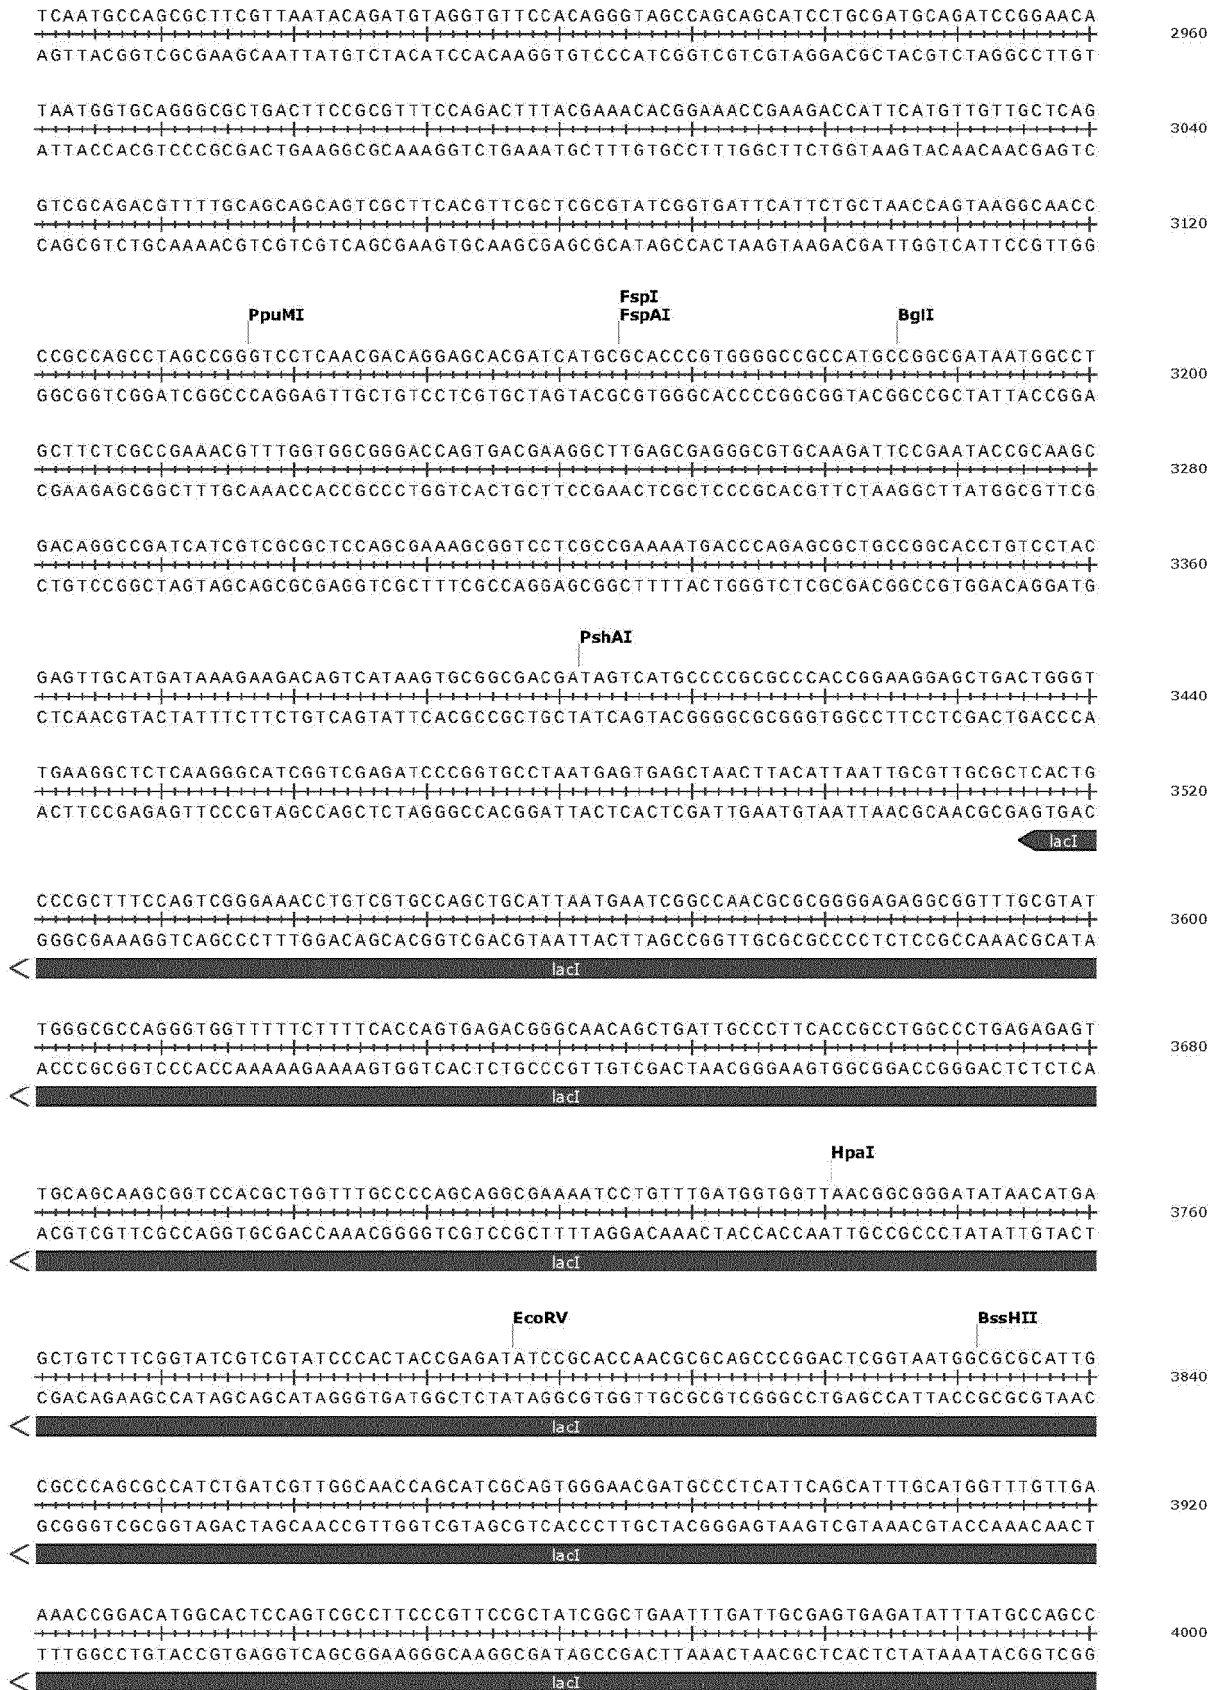 TCAATGCCAGCGCTTCGTTAATACAGATGTAGGTGTTCCACAGGGTAGCCAGCAGCATCCTGCGATGCAGATCCGGAACA
2960
AGTTACGGTCGCGAAGCAATTATGTCTACATCCACAAGGTGTCCCATCGGTCGTCGTAGGACGCTACGTCTAGGCCTTGT
TAATGGTGCAGGGCGCTGACTTCCGCGTTTCCAGACTTTACGAAACACGGAAACCGAAGACCATTCATGTTGTTGCTCAG
3040
ATTACCACGTCCCGCGACTGAAGGCGCAAAGGTCTGAAATGCTTTGTGCCTTTGGCTTCTGGTAAGTACAACAACGAGTC
GTCGCAGACGTTTTGCAGCAGCAGTCGCTTCACGTTCGCTCGCGTATCGGTGATTCATTCTGCTAACCAGTAAGGCAACC
3120
CAGCGTCTGCAAAACGTCGTCGTCAGCGAAGTGCAAGCGAGCGCATAGCCACTAAGTAAGACGATTGGTCATTCCGTTGG
FspI
PpuMI FspAI BglI
CCGCCAGCCTAGCCGGGTCCTCAACGACAGGAGCACGATCATGCGCACCCGTGGGGCCGCCATGCCGGCGATAATGGCCT
3200
GGCGGTCGGATCGGCCCAGGAGTTGCTGTCCTCGTGCTAGTACGCGTGGGCACCCCGGCGGTACGGCCGCTATTACCGGA
GCTTCTCGCCGAAACGTTTGGTGGCGGGACCAGTGACGAAGGCTTGAGCGAGGGCGTGCAAGATTCCGAATACCGCAAGC
3280
CGAAGAGCGGCTTTGCAAACCACCGCCCTGGTCACTGCTTCCGAACTCGCTCCCGCACGTTCTAAGGCTTATGGCGTTCG
GACAGGCCGATCATCGTCGCGCTCCAGCGAAAGCGGTCCTCGCCGAAAATGACCCAGAGCGCTGCCGGCACCTGTCCTAC
3360
CTGTCCGGCTAGTAGCAGCGCGAGGTCGCTTTCGCCAGGAGCGGCTTTTACTGGGTCTCGCGACGGCCGTGGACAGGATG
PshAI
GAGTTGCATGATAAAGAAGACAGTCATAAGTGCGGCGACGATAGTCATGCCCCGCGCCCACCGGAAGGAGCTGACTGGGT
3440
CTCAACGTACTATTTCTTCTGTCAGTATTCACGCCGCTGCTATCAGTACGGGGCGCGGGTGGCCTTCCTCGACTGACCCA
TGAAGGCTCTCAAGGGCATCGGTCGAGATCCCGGTGCCTAATGAGTGAGCTAACTTACATTAATTGCGTTGCGCTCACTG
3520
ACTTCCGAGAGTTCCCGTAGCCAGCTCTAGGGCCACGGATTACTCACTCGATTGAATGTAATTAACGCAACGCGAGTGAC
lacI
CCCGCTTTCCAGTCGGGAAACCTGTCGTGCCAGCTGCATTAATGAATCGGCCAACGCGCGGGGAGAGGCGGTTTGCGTAT
3600
GGGCGAAAGGTCAGCCCTTTGGACAGCACGGTCGACGTAATTACTTAGCCGGTTGCGCGCCCCTCTCCGCCAAACGCATA
lacI
TGGGCGCCAGGGTGGTTTTTCTTTTCACCAGTGAGACGGGCAACAGCTGATTGCCCTTCACCGCCTGGCCCTGAGAGAGT
3680
ACCCGCGGTCCCACCAAAAAGAAAAGTGGTCACTCTGCCCGTTGTCGACTAACGGGAAGTGGCGGACCGGGACTCTCTCA
lacI
HpaI
TGCAGCAAGCGGTCCACGCTGGTTTGCCCCAGCAGGCGAAAATCCTGTTTGATGGTGGTTAACGGCGGGATATAACATGA
3760
ACGTCGTTCGCCAGGTGCGACCAAACGGGGTCGTCCGCTTTTAGGACAAACTACCACCAATTGCCGCCCTATATTGTACT
lacI
EcoRV BssHII
GCTGTCTTCGGTATCGTCGTATCCCACTACCGAGATATCCGCACCAACGCGCAGCCCGGACTCGGTAATGGCGCGCATTG
3840
CGACAGAAGCCATAGCAGCATAGGGTGATGGCTCTATAGGCGTGGTTGCGCGTCGGGCCTGAGCCATTACCGCGCGTAAC
lacI
CGCCCAGCGCCATCTGATCGTTGGCAACCAGCATCGCAGTGGGAACGATGCCCTCATTCAGCATTTGCATGGTTTGTTGA
3920
GCGGGTCGCGGTAGACTAGCAACCGTTGGTCGTAGCGTCACCCTTGCTACGGGAGTAAGTCGTAAACGTACCAAACAACT
lacI
AAACCGGACATGGCACTCCAGTCGCCTTCCCGTTCCGCTATCGGCTGAATTTGATTGCGAGTGAGATATTTATGCCAGCC
4000
TTTGGCCTGTACCGTGAGGTCAGCGGAAGGGCAAGGCGATAGCCGACTTAAACTAACGCTCACTCTATAAATACGGTCGG
lacI